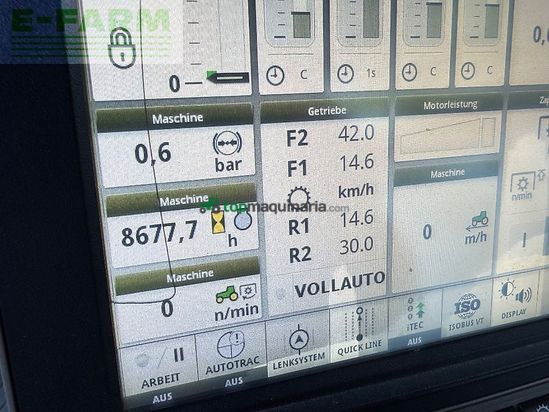 E-FARM
0
1s
C
C
0,
Maschine
0,6
bar
Getriebe
F2 42.0
F1 14.6
km/h
R1 14.6
R2 30.0
VOLLAUTO
Motorleistung
Maschine
0
m/h
Za
n/min
Maschine
8677,7 h
topmaquinaria.com
Maschine
0
n/min
ARBEIT
AUS
AUTOTRAC
AUS
LENKSYSTEM
QUICK LINE
iTEC
AUS
ISO
ISOBUS VT
DISPLAY